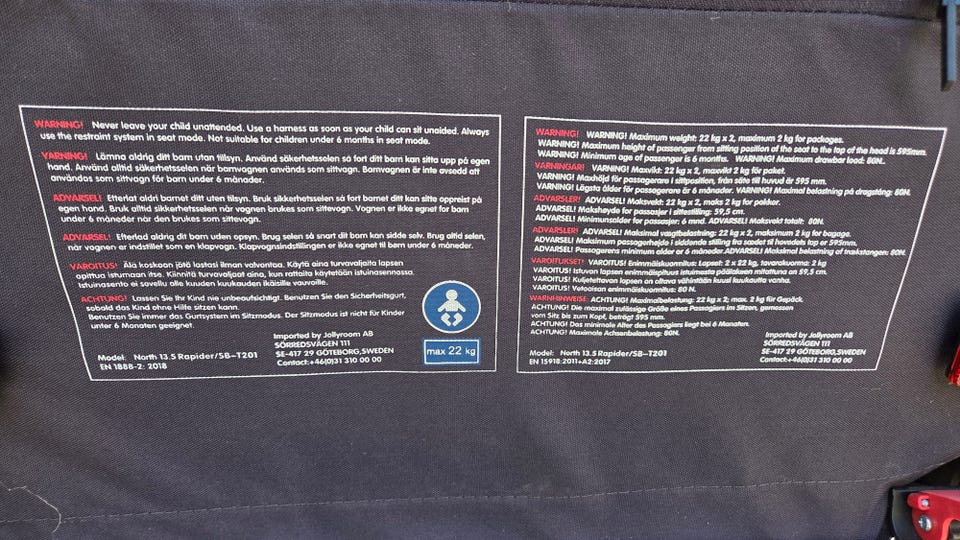 WARNING! Never leave your child unattended. Use a harness as soon as your child can sit unaided. Always
use the restraint system in seat mode. Not suitable for children under 6 months in seat mode.
VARNING! Lämna aldrig ditt barn utan tillsyn. Använd säkerhetsselen så fort ditt barn kan sitta upp på egen
hand. Använd alltid säkerhetsselen när barnvagnen används som sittvagn. Barnvagnen är inte avsedd att
användas som sittvagn för barn under 6 månader.
ADVARSEL! Etterlat aldri barnet ditt uten tilsyn. Bruk sikkerhetsselen så fort barnet ditt kan sitte oppreist på
egen hand. Bruk alltid sikkerhetsselen når vognen brukes som sittevogn. Vognen er ikke egnet for barn
under 6 måneder når den brukes som sittevogn.
ADVARSEL! Efterlad aldrig dit barn uden opsyn. Brug selen så snart dit barn kan sidde selv. Brug altid selen,
når vognen er indstillet som en klapvogn. Klapvognsindstillingen er ikke egnet til børn under 6 måneder.
VAROITUS! Älä koskaan jätä lastasi ilman valvontaa. Käytä aina turvavaljaita lapsen
opittua istumaan itse. Kiinnitä turvavaljaat aina, kun rattaita käytetään istuinasennossa.
Istuinasento ei sovellu alle kuuden kuukauden ikäisille vauville.
ACHTUNG! Lassen Sie Ihr Kind nie unbeaufsichtigt. Benutzen Sie den Sicherheitsgurt,
sobald das Kind ohne Hilfe sitzen kann.
Benutzen Sie immer das Gurtsystem im Sitzmodus. Der Sitzmodus ist nicht für Kinder
unter 6 Monaten geeignet.
max 22 kg
Model: North 13.5 Rapider/SB-T201
EN 1888-2: 2018
Imported by Jollyroom AB
SÖRREDSVÄGEN 111
SE-417 29 GÖTEBORG,SWEDEN
Contact:+46(0)31 310 00 00
WARNING! WARNING! Maximum weight: 22 kg x 2, maximum 2 kg for packages.
WARNING! Maximum height of passenger from sitting position of the seat to the top of the head is 595mm.
WARNING! Minimum age of passenger is 6 months. WARNING! Maximum drawbar load: 80N.
VARNINGAR! WARNING! Maxvikt: 22 kg x 2, maxvikt 2 kg för paket.
WARNING! Maxhöjd för passagerare i sittposition, från säte till huvud är 595 mm.
WARNING! Lägsta ålder för passagerare är 6 månader. WARNING! Maximal belastning på dragstång: 80N.
ADVARSLER! ADVARSEL! Maksvekt: 22 kg x 2, maks 2 kg for pakker.
ADVARSEL! Makshøyde for passasjer i sittestilling: 59,5 cm.
ADVARSEL! Minimumsalder for passasjer: 6 mnd. ADVARSEL! Maksvekt totalt: 80N.
ADVARSLER! ADVARSEL! Maksimal vægtbelastning: 22 kg x 2, maksimum 2 kg for bagage.
ADVARSEL! Maksimum passagerhøjde i siddende stilling fra sædet til hovedets top er 595mm.
ADVARSEL! Passagerens minimum alder er 6 måneder ADVARSEL! Maksimal belastning af trækstangen: 80N.
VAROITUKSET! VAROITUS! Enimmäiskuormitus: Lapset: 2 x 22 kg, tavarakuorma: 2 kg
VAROITUS! Istuvan lapsen enimmäispituus istuimesta päälakeen mitattuna on 59,5 cm.
VAROITUS! Kuljetettavan lapsen on oltava vähintään kuusi kuukautta vanha.
VAROITUS! Vetoaisan enimmäiskuormitus: 80 N.
WARNHINWEISE: ACHTUNG! Maximalbelastung: 22 kg x 2; max. 2 kg für Gepäck.
ACHTUNG! Die maximal zulässige Größe eines Passagiers im Sitzen, gemessen
vom Sitz bis zum Kopf, beträgt 595 mm.
ACHTUNG! Das minimale Alter des Passagiers liegt bei 6 Monaten.
ACHTUNG! Maximale Achsenbelastung: 80N.
Model: North 13.5 Rapider/SB-T201
EN 15918:2011+A2:2017
Imported by Jollyroom AB
SÖRREDSVÄGEN 111
SE-417 29 GÖTEBORG,SWEDEN
Contact:+46(0)31 310 00 00